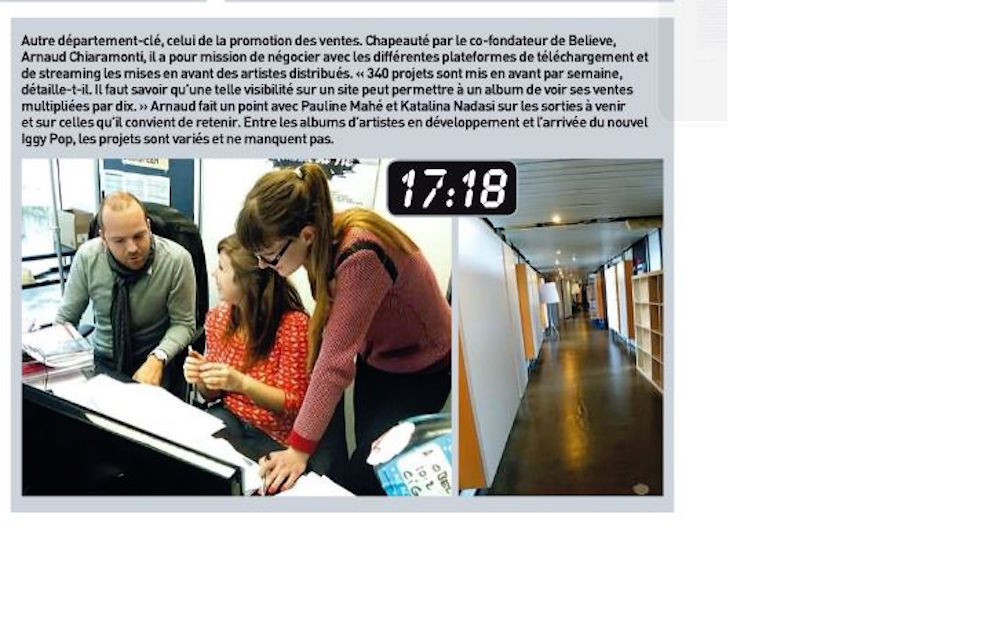 Autre département-clé, celui de la promotion des ventes. Chapeauté par le co-fondateur de Believe,
Arnaud Chiaramonti, il a pour mission de négocier avec les différentes plateformes de téléchargement et
de streaming les mises en avant des artistes distribués. « 340 projets sont mis en avant par semaine,
détaille-t-il. Il faut savoir qu'une telle visibilité sur un site peut permettre à un album de voir ses ventes
multipliées par dix. » Arnaud fait un point avec Pauline Mahé et Katalina Nadasi sur les sorties à venir
et sur celles qu'il convient de retenir. Entre les albums d'artistes en développement et l'arrivée du nouvel
Iggy Pop, les projets sont variés et ne manquent pas.
17:18